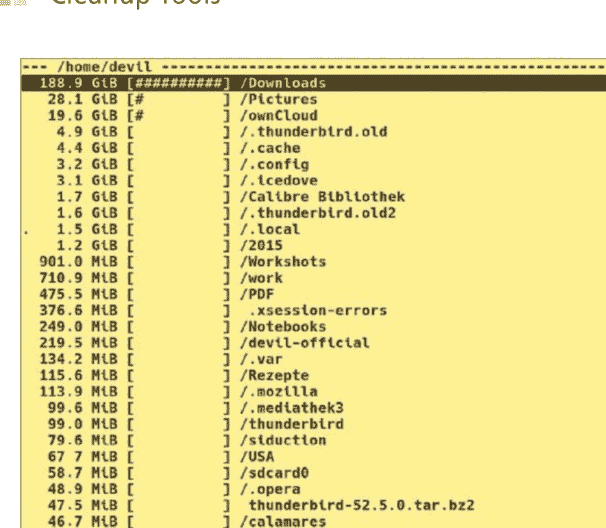 Cleanup Tools
--- /home/devil ---------------------------------------------------------
188.9 GiB [##########] /Downloads
28.1 GiB [#         ] /Pictures
19.6 GiB [#         ] /ownCloud
4.9 GiB [          ] /.thunderbird.old
4.4 GiB [          ] /.cache
3.2 GiB [          ] /.config
3.1 GiB [          ] /.icedove
1.7 GiB [          ] /Calibre Bibliothek
1.6 GiB [          ] /.thunderbird.old2
. 1.5 GiB [          ] /.local
1.2 GiB [          ] /2015
901.0 MiB [          ] /Workshots
710.9 MiB [          ] /work
475.5 MiB [          ] /PDF
376.6 MiB [          ] .xsession-errors
249.0 MiB [          ] /Notebooks
219.5 MiB [          ] /devil-official
134.2 MiB [          ] /.var
115.6 MiB [          ] /Rezepte
113.9 MiB [          ] /.mozilla
99.6 MiB [          ] /.mediathek3
99.0 MiB [          ] /thunderbird
79.6 MiB [          ] /siduction
67 7 MiB [          ] /USA
58.7 MiB [          ] /sdcard0
48.9 MiB [          ] /.opera
47.5 MiB [          ] thunderbird-52.5.0.tar.bz2
46.7 MiB [          ] /calamares